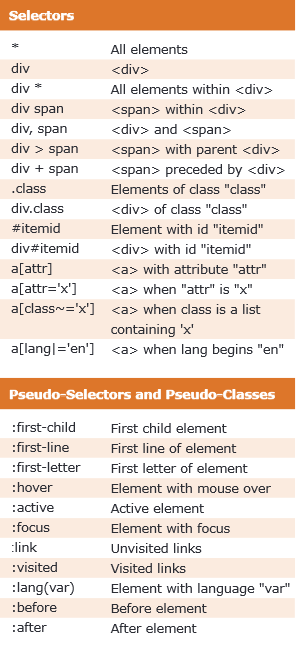 Selectors
* All elements
div <div>
div * All elements within <div>
div span <span> within <div>
div, span <div> and <span>
div > span <span> with parent <div>
div + span <span> preceded by <div>
.class Elements of class "class"
div.class <div> of class "class"
#itemid Element with id "itemid"
div#itemid <div> with id "itemid"
a[attr] <a> with attribute "attr"
a[attr='x'] <a> when "attr" is "x"
a[class~='x'] <a> when class is a list
containing 'x'
a[lang|='en'] <a> when lang begins "en"
Pseudo-Selectors and Pseudo-Classes
:first-child First child element
:first-line First line of element
:first-letter First letter of element
:hover Element with mouse over
:active Active element
:focus Element with focus
:link Unvisited links
:visited Visited links
:lang(var) Element with language "var"
:before Before element
:after After element